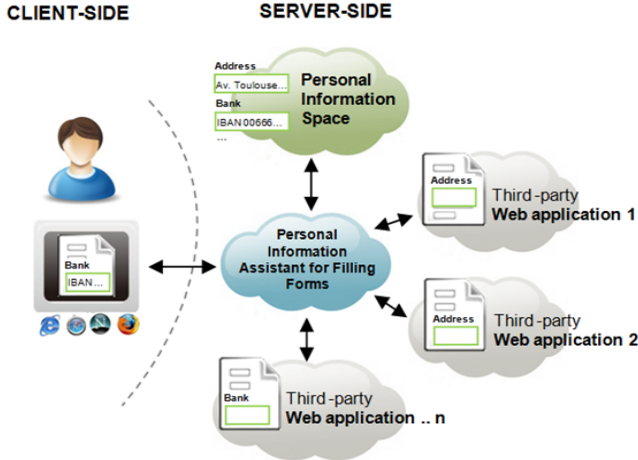 CLIENT-SIDE
SERVER-SIDE
Address
Av. Toulouse...
Bank
IBAN 00666...
...
Personal
Information
Space
Address
Third-party
Web application 1
Personal
Information
Assistant for Filling
Forms
Bank
IBAN ...
Address
Third-party
Web application 2
Bank
Third-party
Web application .. n